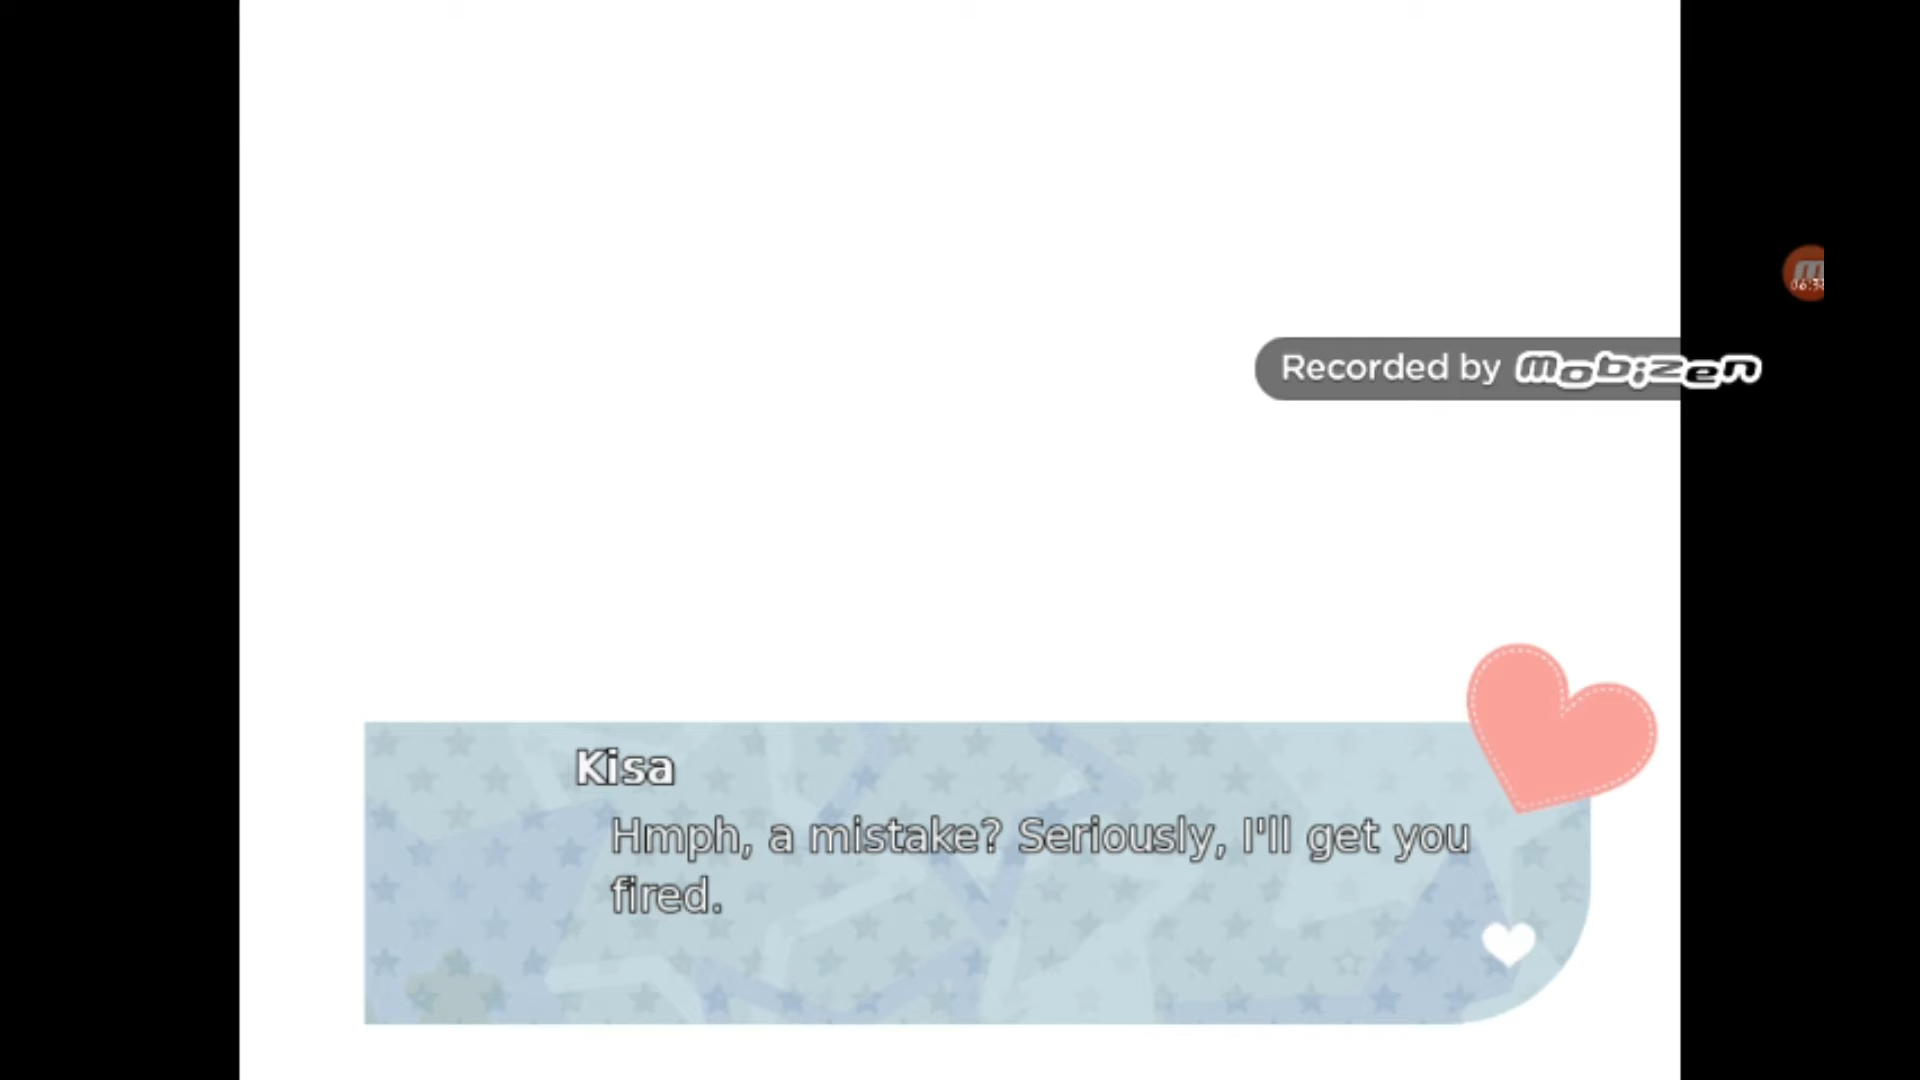 Recorded by mobizen
Kisa
Hmph, a mistake? Seriously, I'll get you
fired.